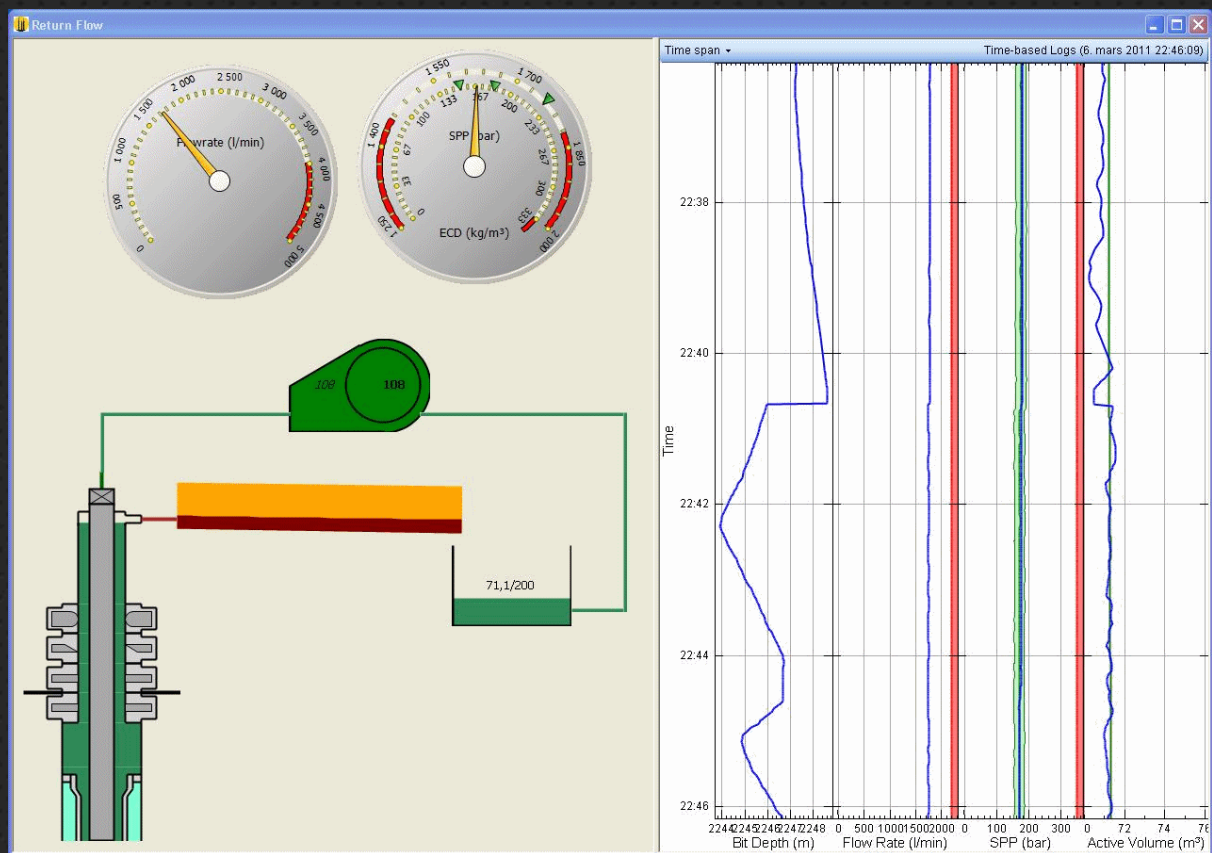 Return Flow
Time span
Time-based Logs (6. mars 2011 22:46:09)
0
500
1 000
1 500
2 000
2 500
3 000
3 500
4 000
4 500
5 000
Flowrate (l/min)
1 250
1 400
1 550
1 700
1 850
2 000
0
33
67
100
133
167
200
233
267
300
333
SPP (bar)
ECD (kg/m³)
108
108
71,1/200
Time
22:38
22:40
22:42
22:44
22:46
2244 2245 2246 2247 2248
0 500 1000 1500 2000
0 100 200 300
0 72 74 76
Bit Depth (m)
Flow Rate (l/min)
SPP (bar)
Active Volume (m³)